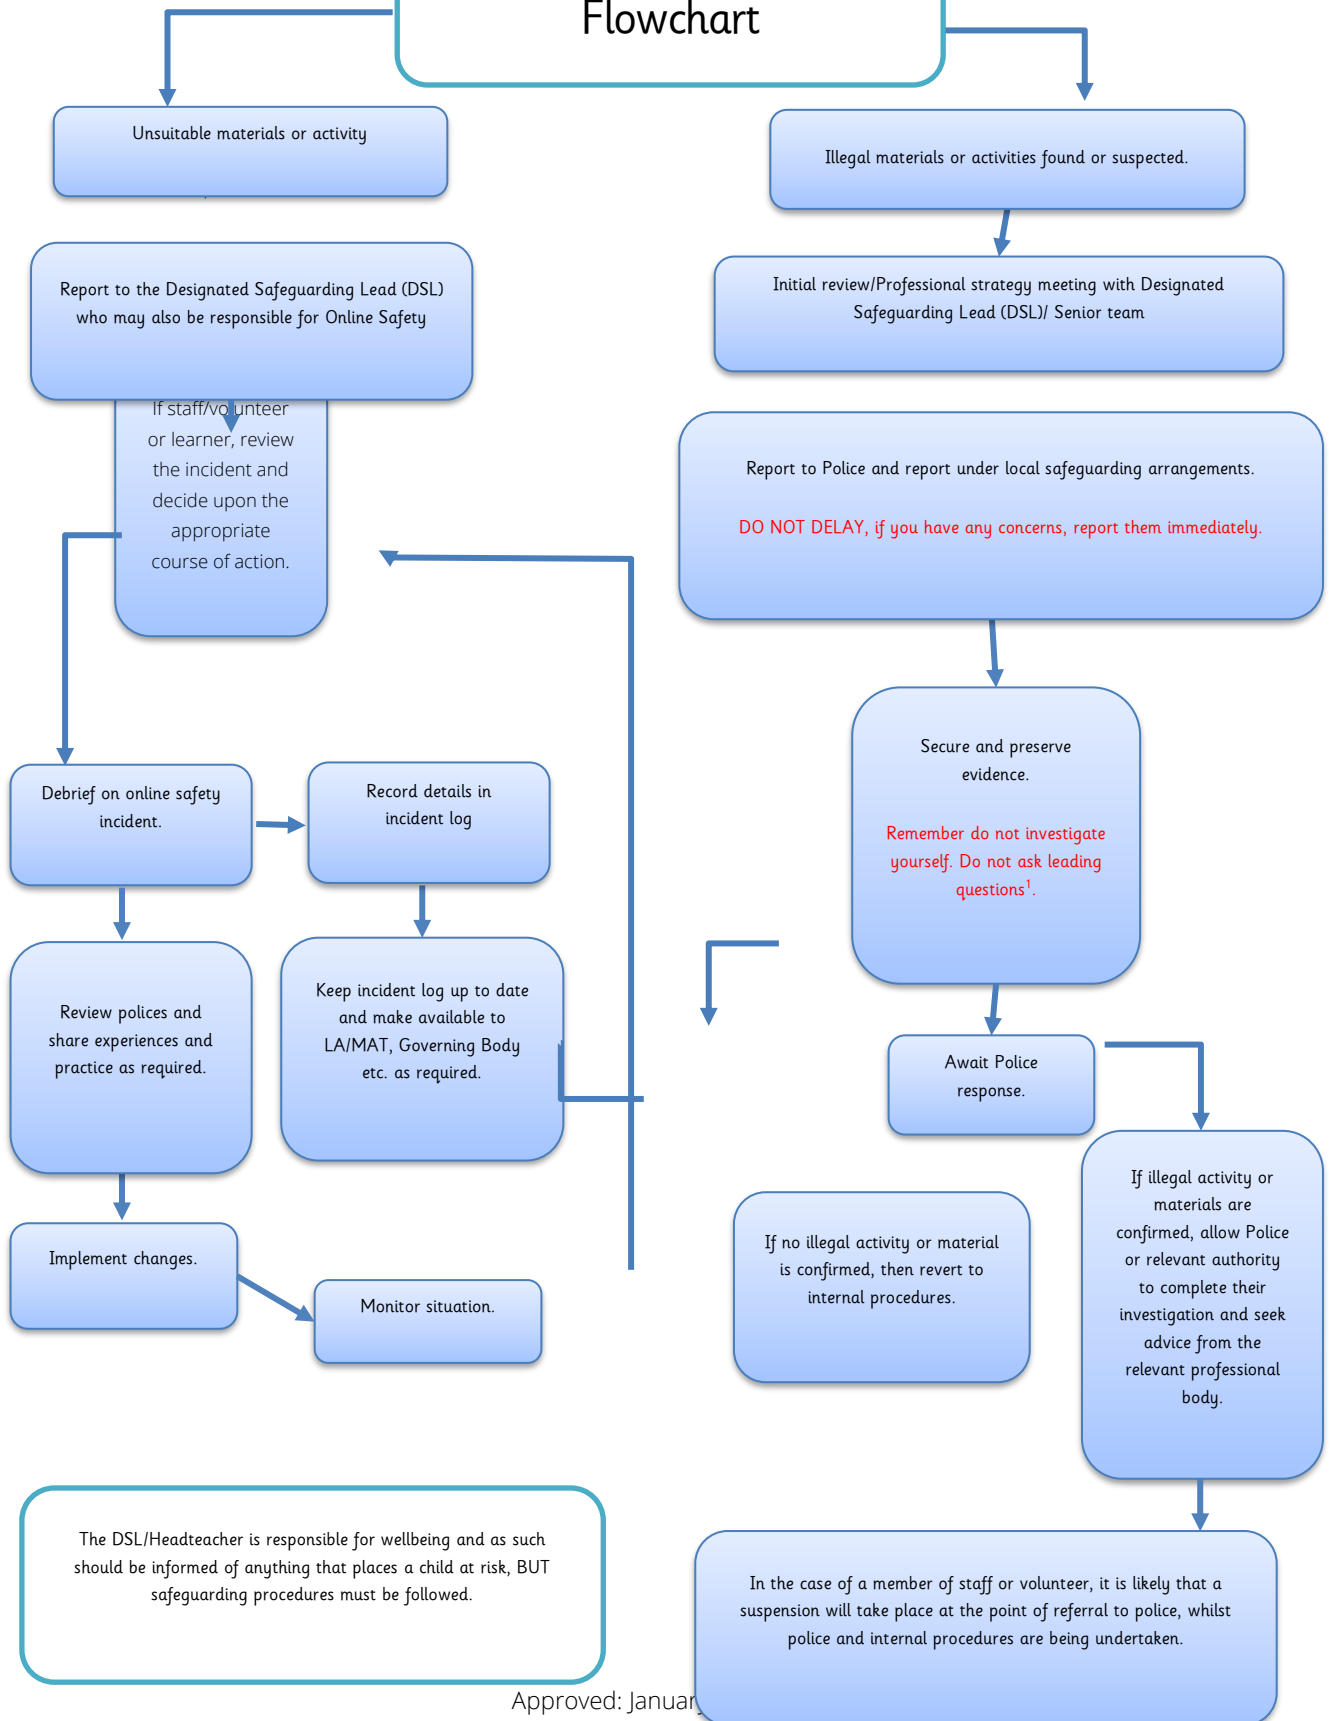 Flowchart
Unsuitable materials or activity
Illegal materials or activities found or suspected.
Report to the Designated Safeguarding Lead (DSL)
who may also be responsible for Online Safety
Initial review/Professional strategy meeting with Designated
Safeguarding Lead (DSL)/ Senior team
If staff/volunteer
or learner, review
the incident and
decide upon the
appropriate
course of action.
Report to Police and report under local safeguarding arrangements.
DO NOT DELAY, if you have any concerns, report them immediately.
Secure and preserve
evidence.
Remember do not investigate
yourself. Do not ask leading
questions¹.
Debrief on online safety
incident.
Record details in
incident log
Review polices and
share experiences and
practice as required.
Keep incident log up to date
and make available to
LA/MAT, Governing Body
etc. as required.
Await Police
response.
If illegal activity or
materials are
confirmed, allow Police
or relevant authority
to complete their
investigation and seek
advice from the
relevant professional
body.
If no illegal activity or material
is confirmed, then revert to
internal procedures.
Implement changes.
Monitor situation.
The DSL/Headteacher is responsible for wellbeing and as such
should be informed of anything that places a child at risk, BUT
safeguarding procedures must be followed.
In the case of a member of staff or volunteer, it is likely that a
suspension will take place at the point of referral to police, whilst
police and internal procedures are being undertaken.
Approved: January